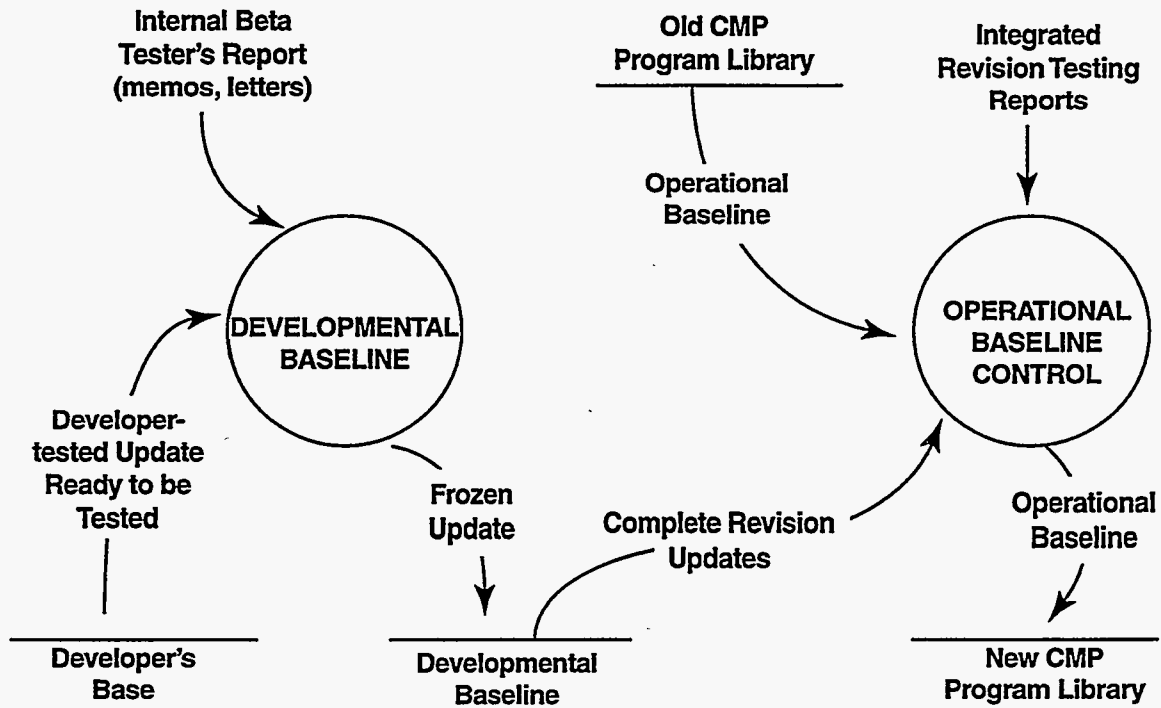 Internal Beta
Tester's Report
(memos, letters)
Old CMP
Program Library
Integrated
Revision Testing
Reports
Operational
Baseline
DEVELOPMENTAL
BASELINE
OPERATIONAL
BASELINE
CONTROL
Developer-
tested Update
Ready to be
Tested
Frozen
Update
Complete Revision
Updates
Operational
Baseline
Developer's
Base
Developmental
Baseline
New CMP
Program Library